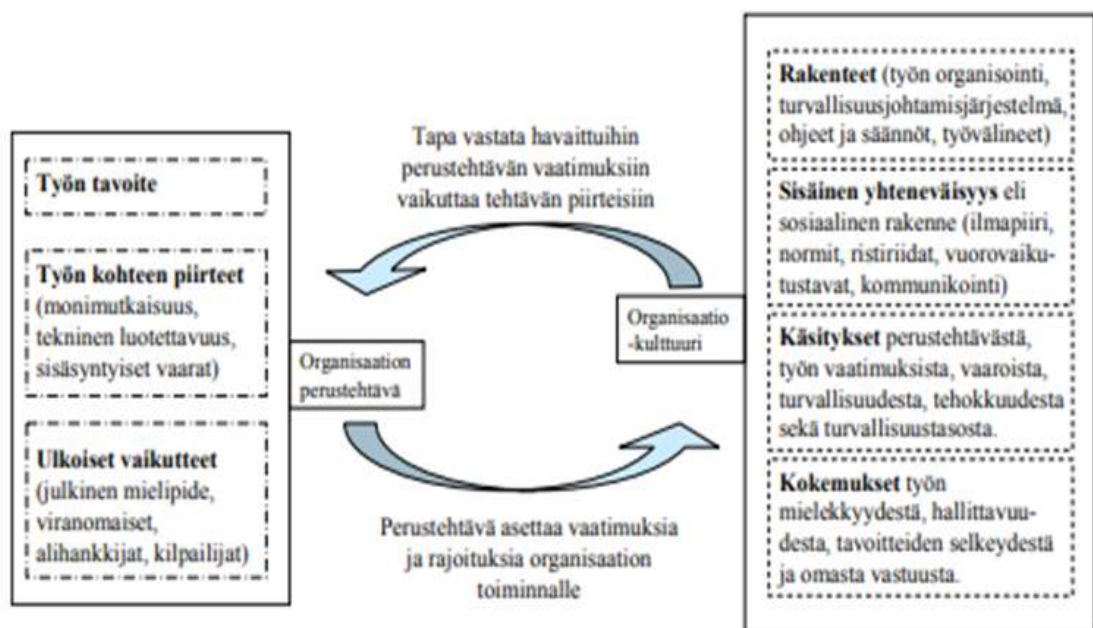 Työn tavoite
Työn kohteen piirteet
(monimutkaisuus,
tekninen luotettavuus,
sisäsyntyiset vaarat)
Ulkoiset vaikutteet
(julkinen mielipide,
viranomaiset,
alihankkijat, kilpailijat)
Organisaation
perustehtävä
Tapa vastata havaittuihin
perustehtävän vaatimuksiin
vaikuttaa tehtävän piirteisiin
Perustehtävä asettaa vaatimuksia
ja rajoituksia organisaation
toiminnalle
Organisaatio
-kulttuuri
Rakenteet (työn organisointi,
turvallisuusjohtamisjärjestelmä,
ohjeet ja säännöt, työvälineet)
Sisäinen yhteneväisyys eli
sosiaalinen rakenne (ilmapiiri,
normit, ristiriidat, vuorovaiku-
tustavat, kommunikointi)
Käsitykset perustehtävästä,
työn vaatimuksista, vaaroista,
turvallisuudesta, tehokkuudesta
sekä turvallisuustasosta.
Kokemukset työn
mielekkyydestä, hallittavuu-
desta, tavoitteiden selkeydestä
ja omasta vastuusta.